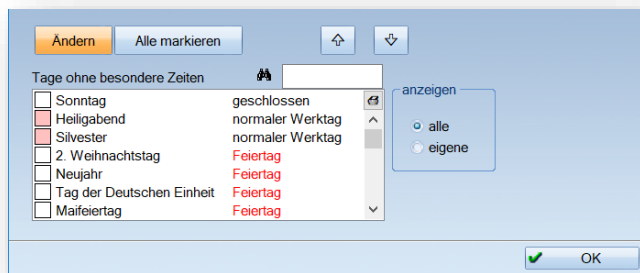 Ändern Alle markieren
Tage ohne besondere Zeiten
anzeigen
Sonntag geschlossen
Heiligabend normaler Werktag
Silvester normaler Werktag
2. Weihnachtstag Feiertag
Neujahr Feiertag
Tag der Deutschen Einheit Feiertag
Maifeiertag Feiertag
alle
eigene
OK